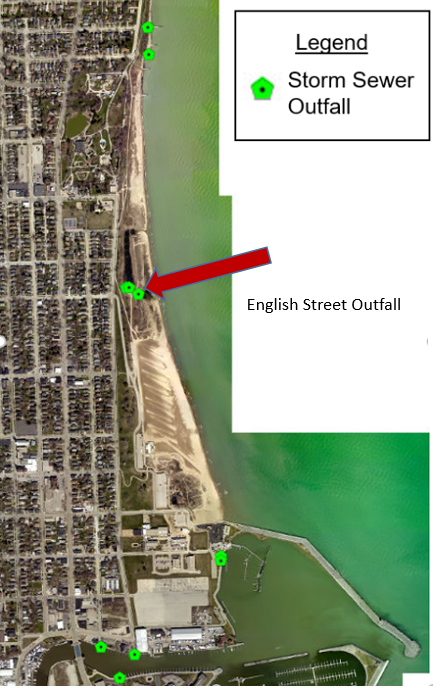 Legend
Storm Sewer
Outfall
English Street Outfall